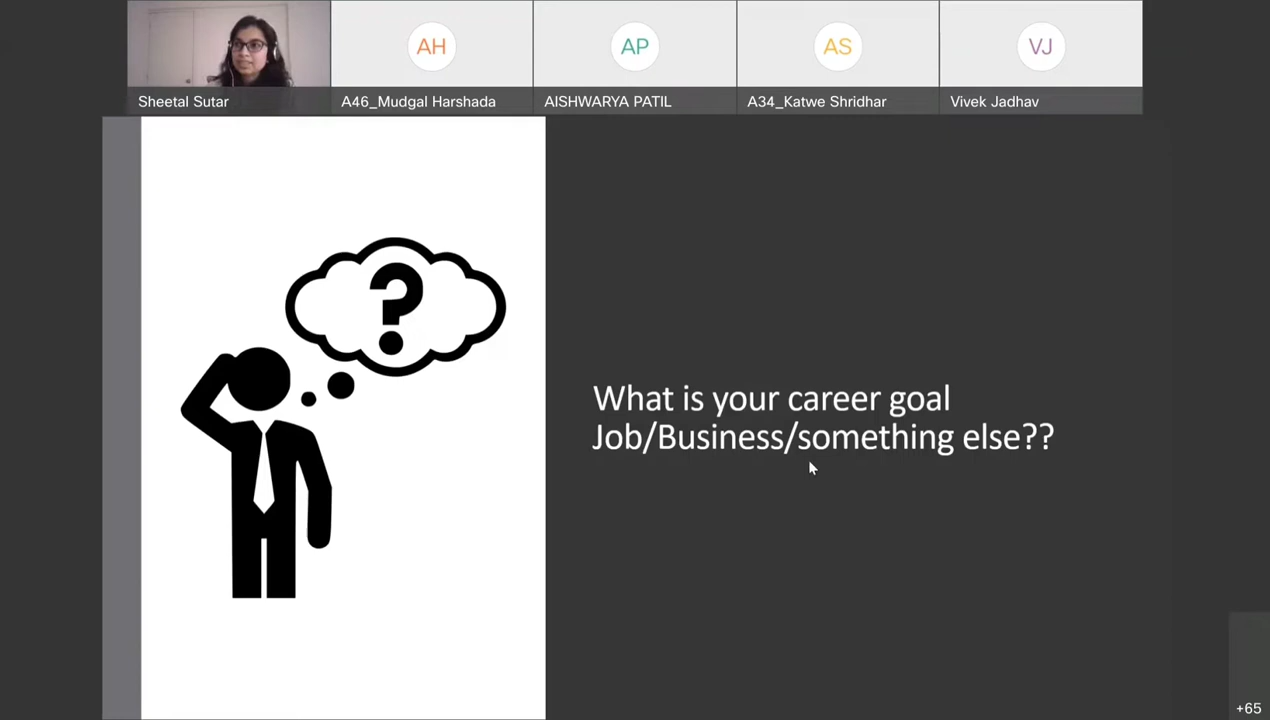 AH
AP
AS
VJ
Sheetal Sutar
A46_Mudgal Harshada
AISHWARYA PATIL
A34_Katwe Shridhar
Vivek Jadhav
?
What is your career goal
Job/Business/something else??
+65